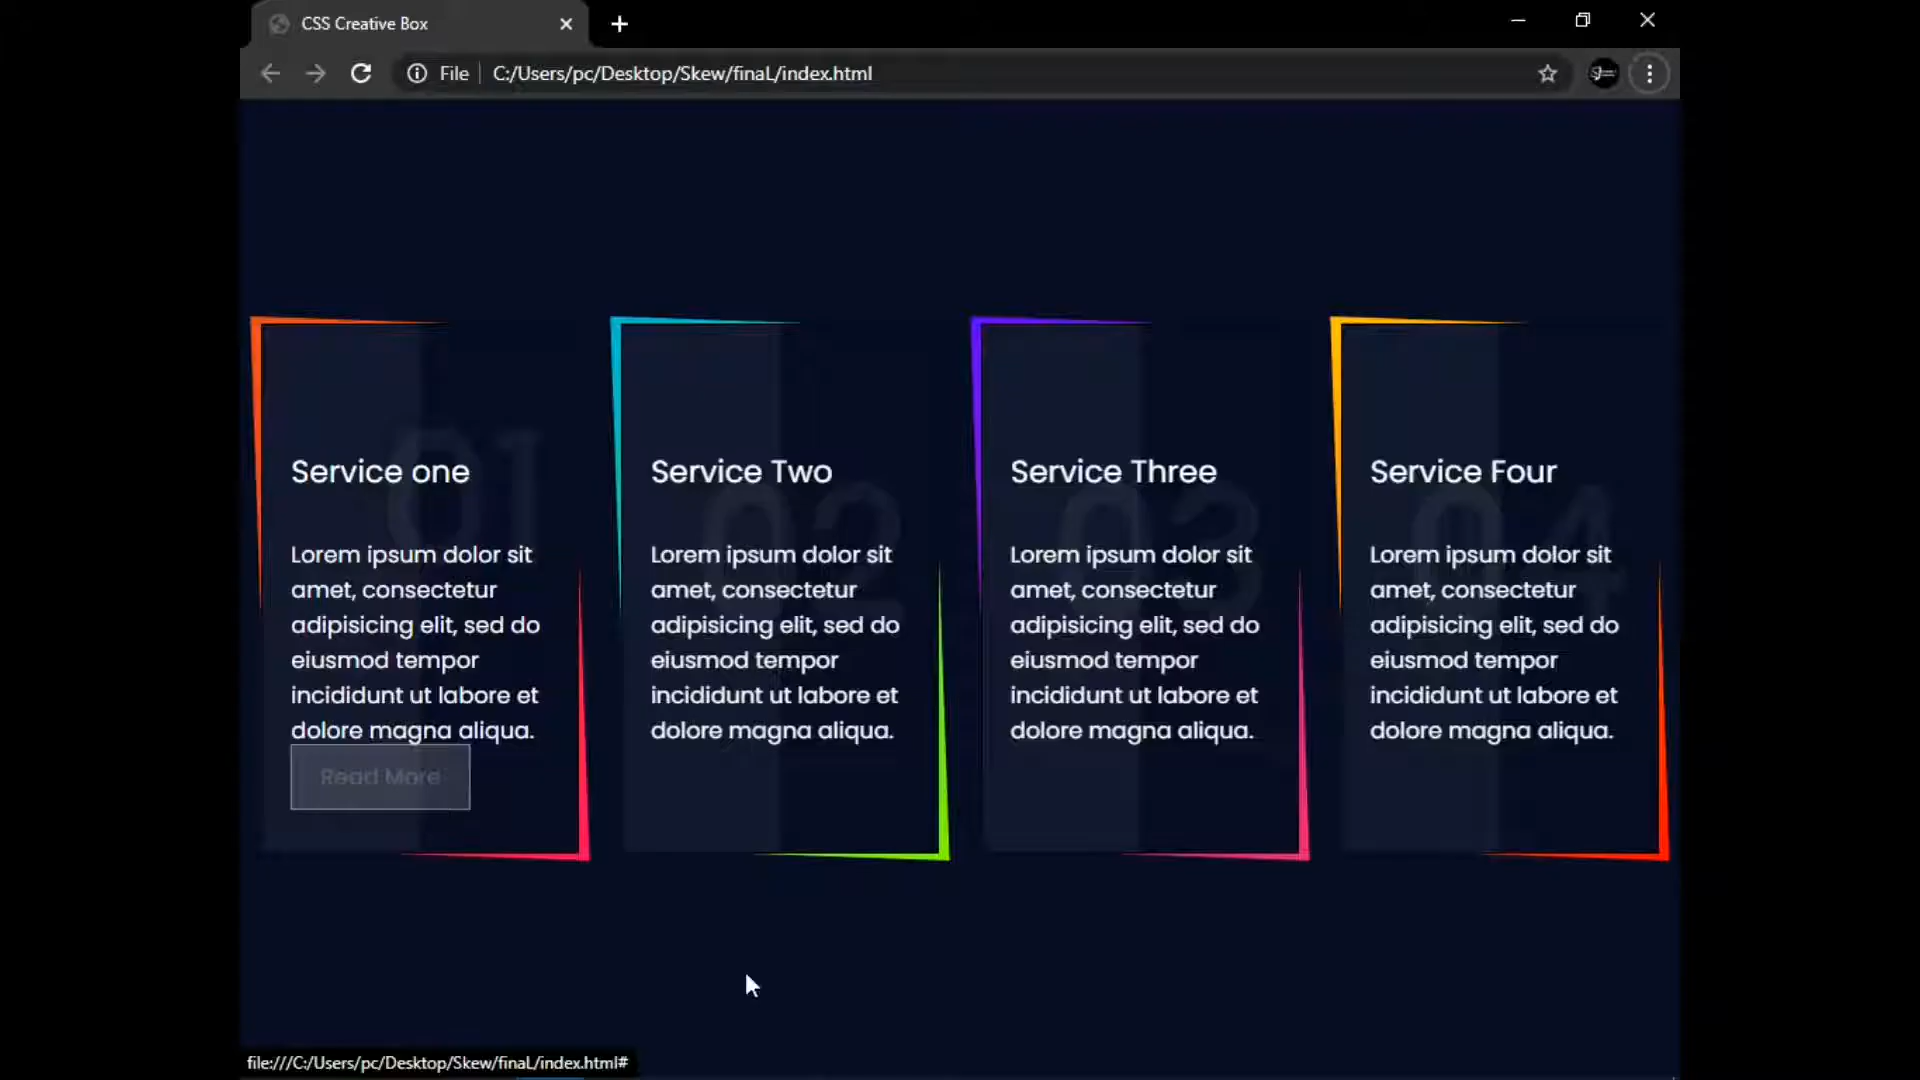 CSS Creative Box
File
C:/Users/pc/Desktop/Skew/finaL/index.html
01
Service one
Lorem ipsum dolor sit
amet, consectetur
adipisicing elit, sed do
eiusmod tempor
incididunt ut labore et
dolore magna aliqua.
Read More
02
Service Two
Lorem ipsum dolor sit
amet, consectetur
adipisicing elit, sed do
eiusmod tempor
incididunt ut labore et
dolore magna aliqua.
03
Service Three
Lorem ipsum dolor sit
amet, consectetur
adipisicing elit, sed do
eiusmod tempor
incididunt ut labore et
dolore magna aliqua.
04
Service Four
Lorem ipsum dolor sit
amet, consectetur
adipisicing elit, sed do
eiusmod tempor
incididunt ut labore et
dolore magna aliqua.
file:///C:/Users/pc/Desktop/Skew/finaL/index.html#